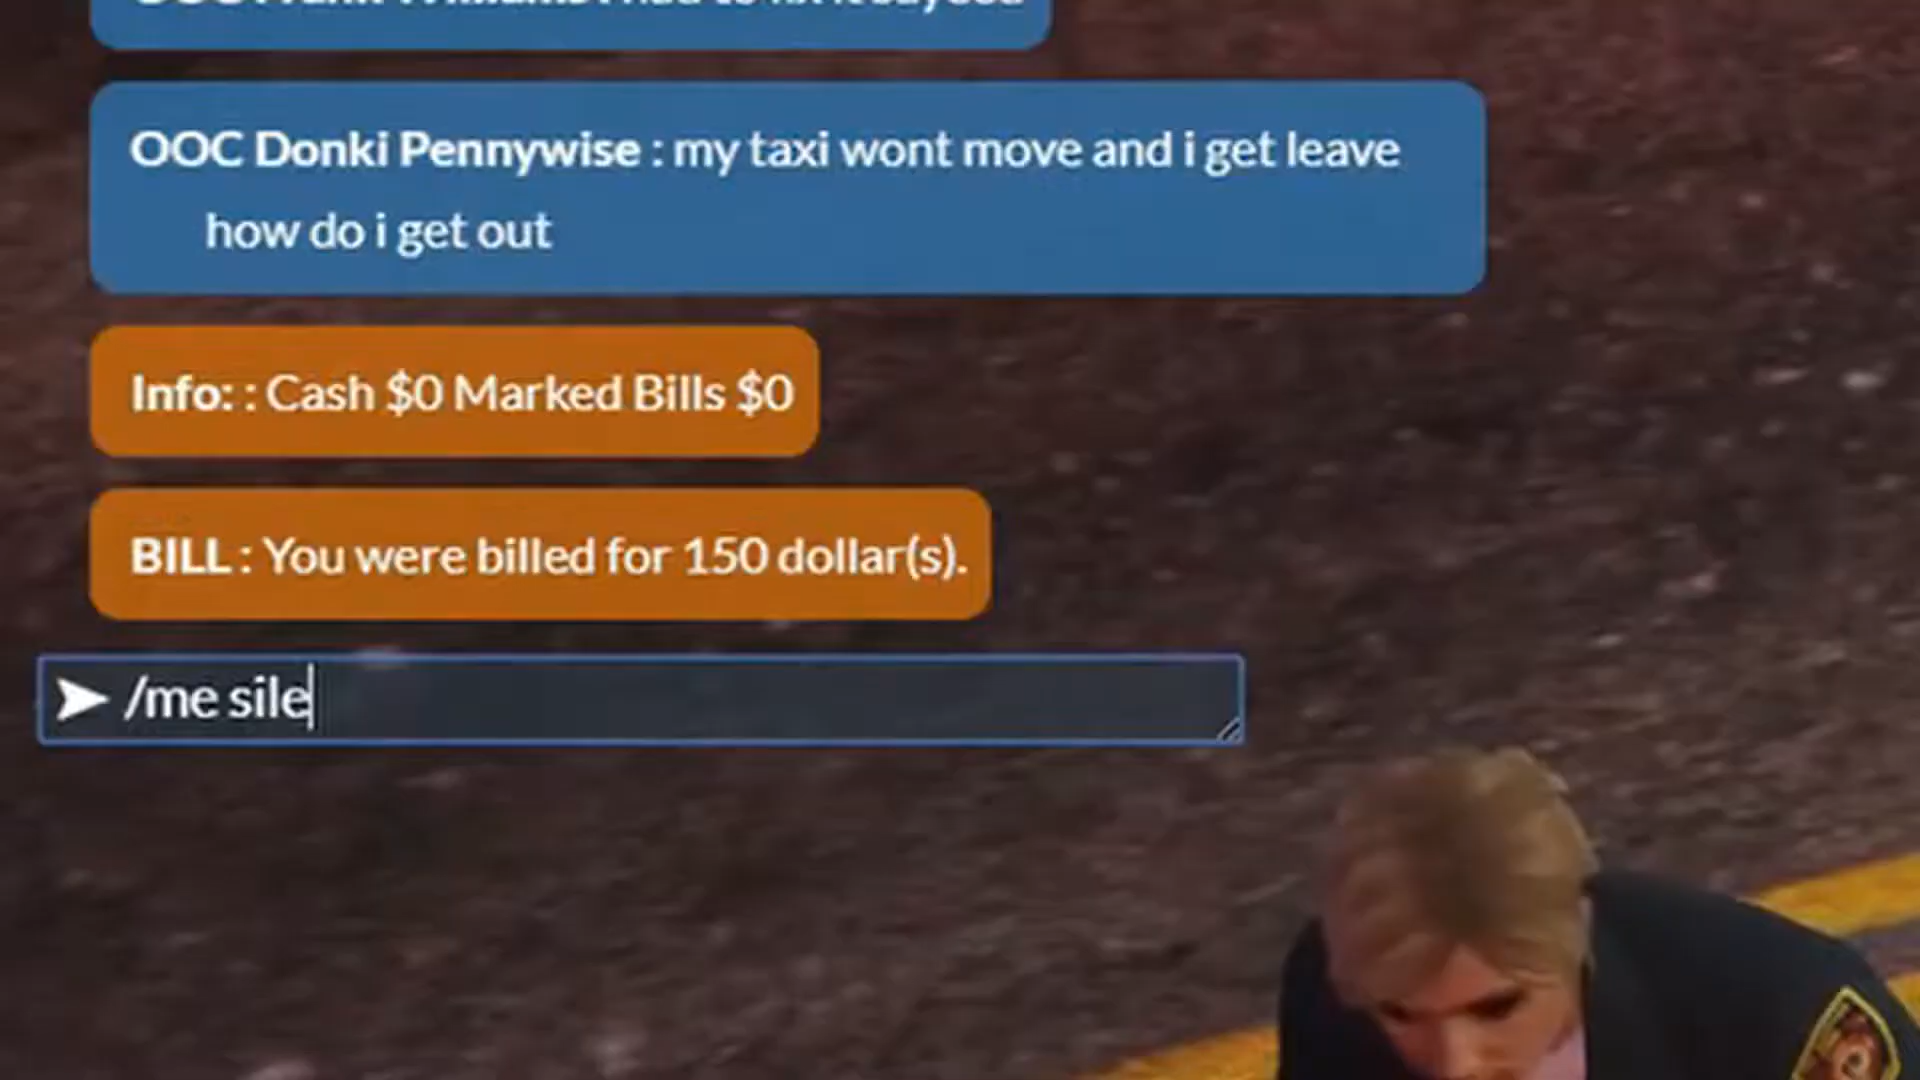 OOC Donki Pennywise : my taxi wont move and i get leave
how do i get out
Info: : Cash $0 Marked Bills $0
BILL : You were billed for 150 dollar(s).
➤ /me sile